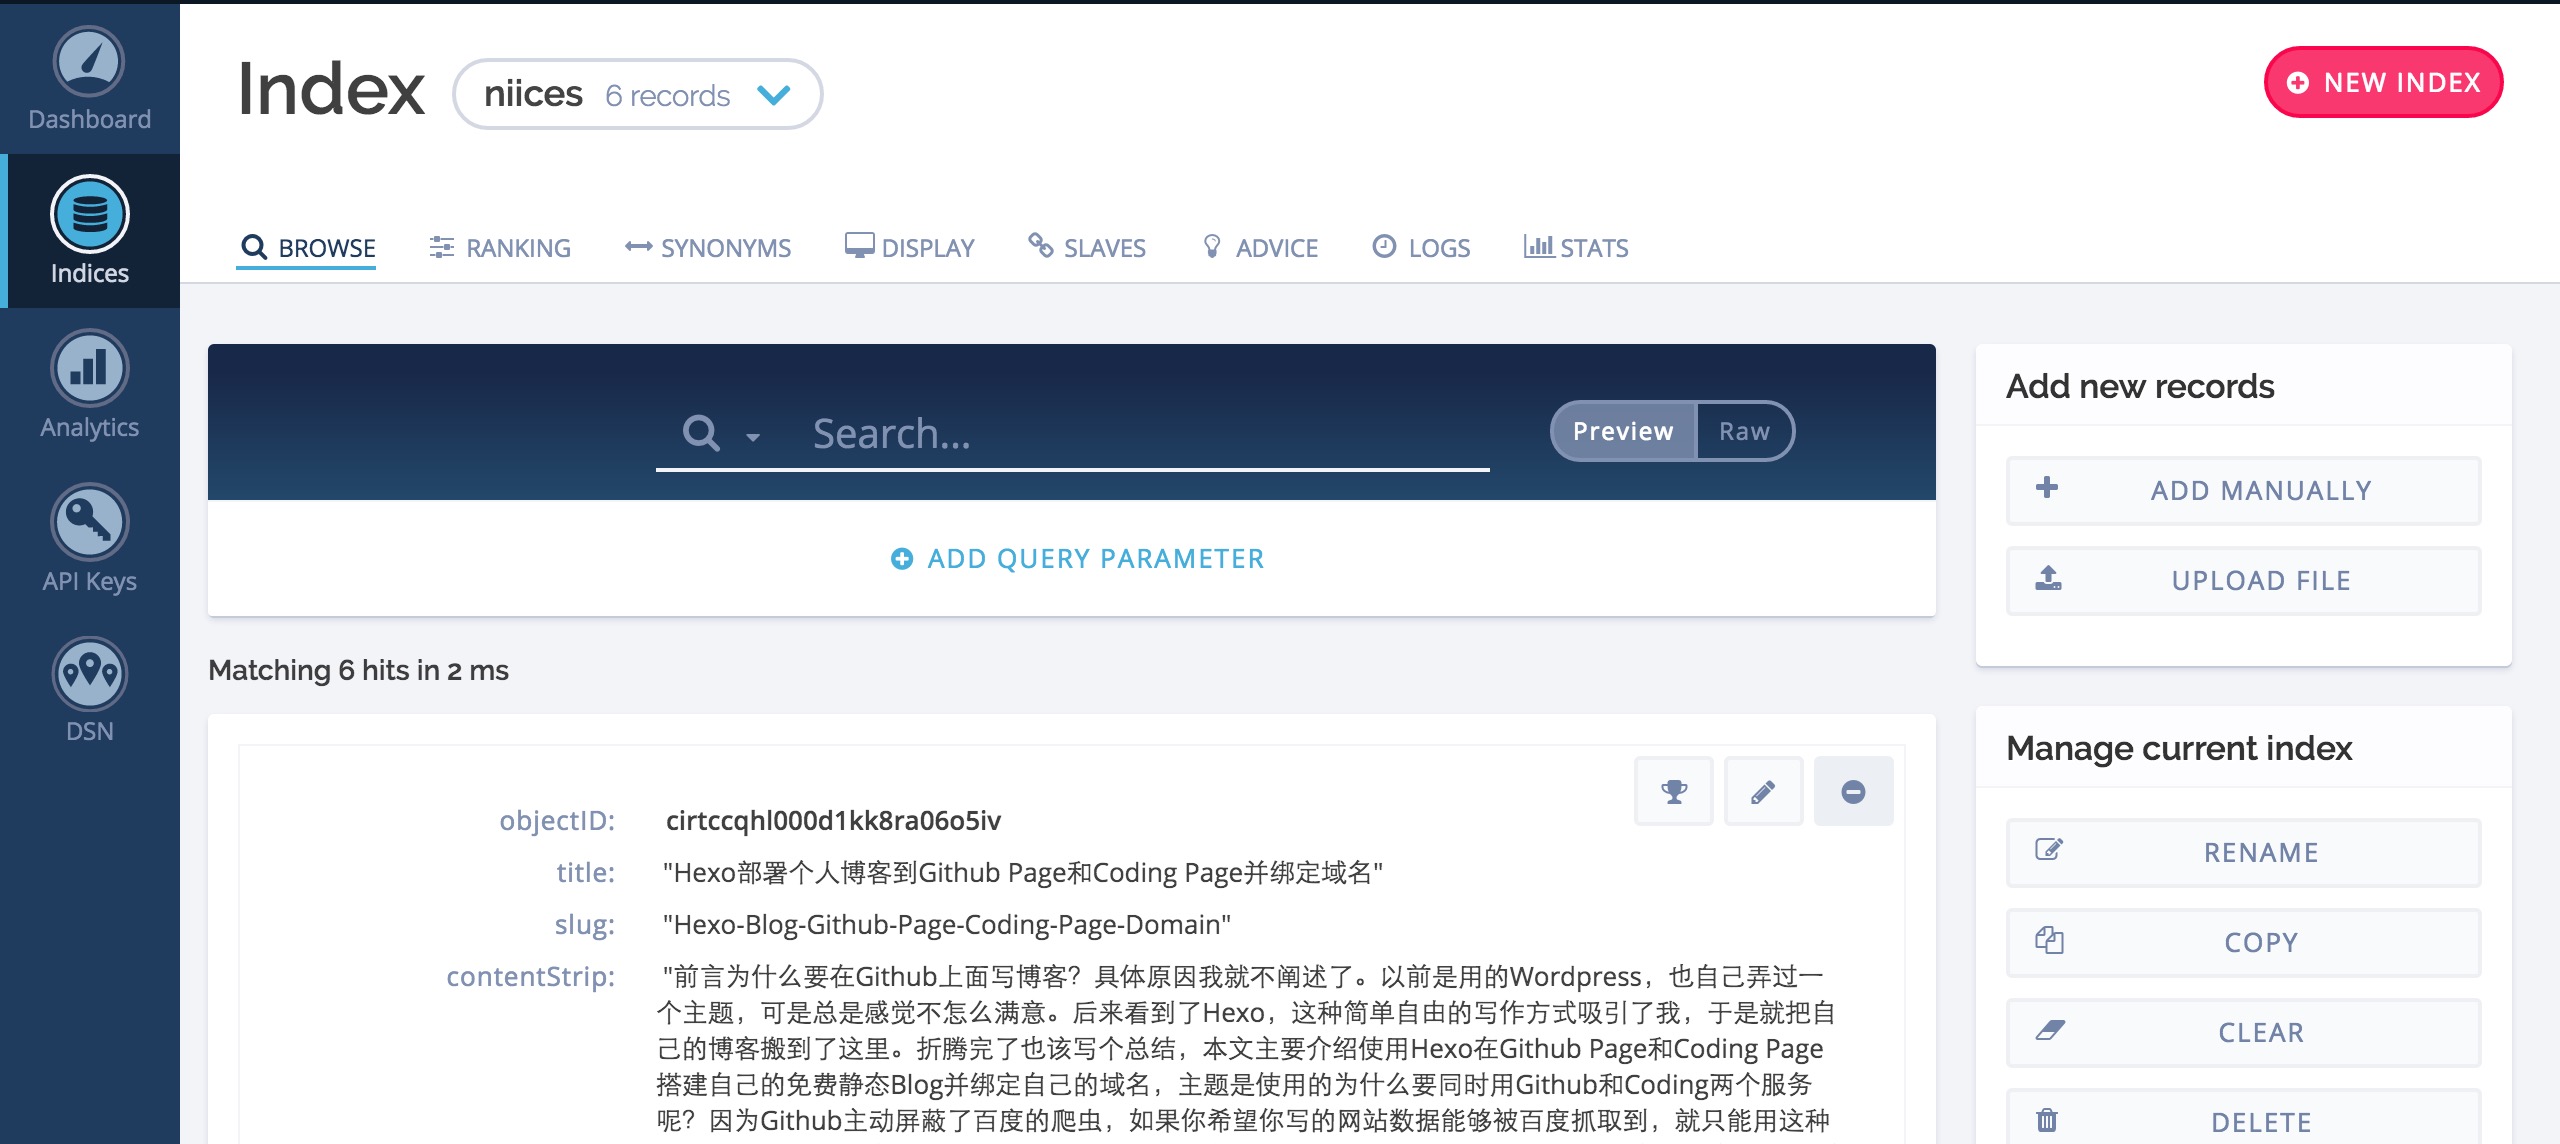 Dashboard
Indices
Analytics
API Keys
DSN
Index niices 6 records
NEW INDEX
BROWSE RANKING SYNONYMS DISPLAY SLAVES ADVICE LOGS STATS
Search...
Preview Raw
ADD QUERY PARAMETER
Matching 6 hits in 2 ms
objectID: cirtccqhl000d1kk8ra06o5iv
title: "Hexo部署个人博客到Github Page和Coding Page并绑定域名"
slug: "Hexo-Blog-Github-Page-Coding-Page-Domain"
contentStrip: "前言为什么要在Github上面写博客？具体原因我就不阐述了。以前是用的Wordpress，也自己弄过一
个主题，可是总是感觉不怎么满意。后来看到了Hexo，这种简单自由的写作方式吸引了我，于是就把自
己的博客搬到了这里。折腾完了也该写个总结，本文主要介绍使用Hexo在Github Page和Coding Page
搭建自己的免费静态Blog并绑定自己的域名，主题是使用的为什么要同时用Github和Coding两个服务
呢？因为Github主动屏蔽了百度的爬虫，如果你希望你写的网站数据能够被百度抓取到，就只能用这种
Add new records
ADD MANUALLY
UPLOAD FILE
Manage current index
RENAME
COPY
CLEAR
DELETE